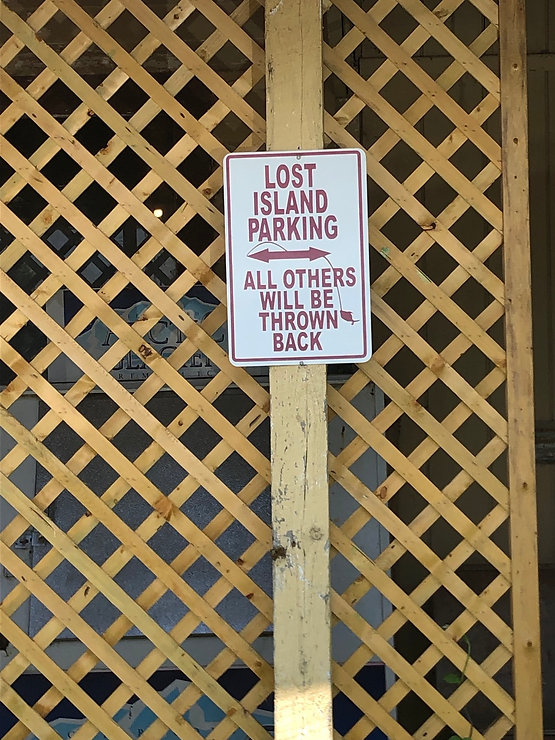 LOST
ISLAND
PARKING
ALL OTHERS
WILL BE
THROWN
BACK